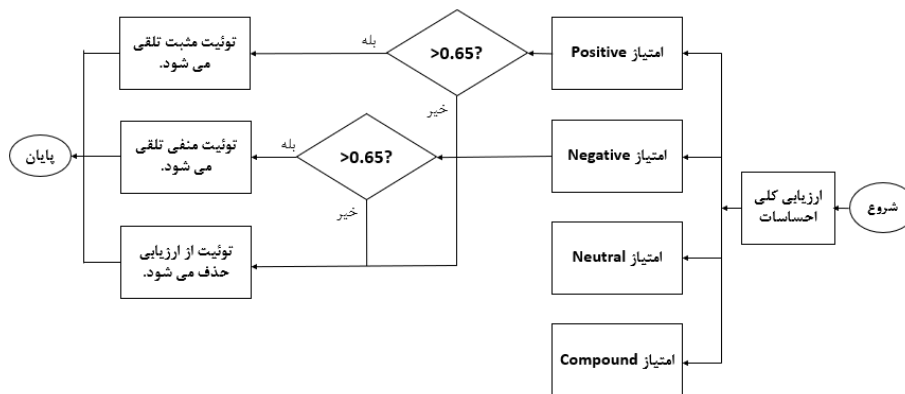 شروع
ارزیابی کلی
احساسات
امتیاز Positive
امتیاز Negative
امتیاز Neutral
امتیاز Compound
>0.65?
بله
خیر
>0.65?
بله
خیر
توئیت مثبت تلقی
می شود.
توئیت منفی تلقی
می شود.
توئیت از ارزیابی
حذف می شود.
پایان